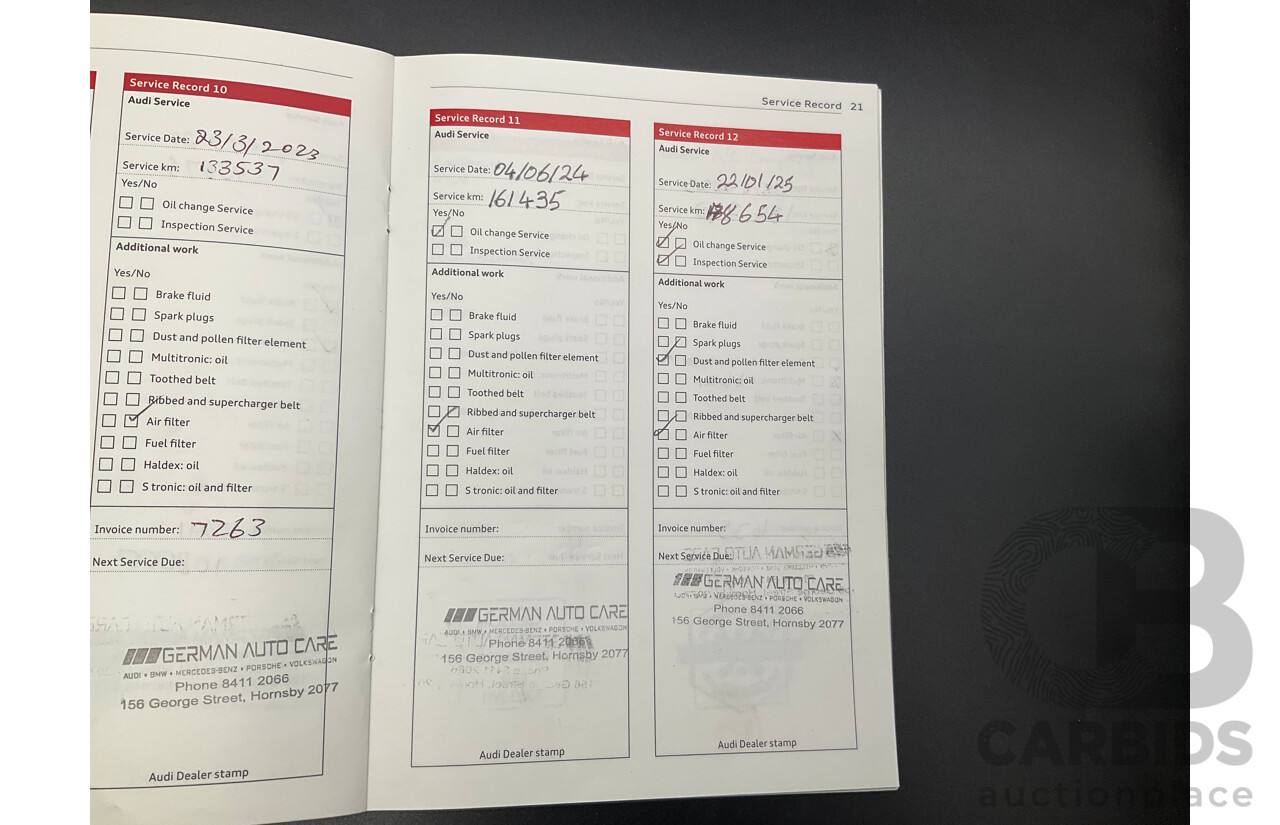 Service Record 10
Audi Service
Service Date: 23/3/2023
Service km: 133537
Yes/No
Oil change Service
Inspection Service
Additional work
Yes/No
Brake fluid
Spark plugs
Dust and pollen filter element
Multitronic: oil
Toothed belt
Ribbed and supercharger belt
Air filter
Fuel filter
Haldex: oil
S tronic: oil and filter
Invoice number: 7263
Next Service Due:
GERMAN AUTO CARE
AUDI • BMW • MERCEDES-BENZ • PORSCHE • VOLKSWAGON
Phone 8411 2066
156 George Street, Hornsby 2077
Audi Dealer stamp
Service Record 21
Service Record 11
Audi Service
Service Date: 04/06/24
Service km: 161435
Yes/No
Oil change Service
Inspection Service
Additional work
Yes/No
Brake fluid
Spark plugs
Dust and pollen filter element
Multitronic: oil
Toothed belt
Ribbed and supercharger belt
Air filter
Fuel filter
Haldex: oil
S tronic: oil and filter
Invoice number:
Next Service Due:
GERMAN AUTO CARE
AUDI • BMW • MERCEDES-BENZ • PORSCHE • VOLKSWAGON
Phone 8411 2066
156 George Street, Hornsby 2077
Audi Dealer stamp
Service Record 12
Audi Service
Service Date: 22/01/25
Service km: 8654
Yes/No
Oil change Service
Inspection Service
Additional work
Yes/No
Brake fluid
Spark plugs
Dust and pollen filter element
Multitronic: oil
Toothed belt
Ribbed and supercharger belt
Air filter
Fuel filter
Haldex: oil
S tronic: oil and filter
Invoice number:
Next Service Due:
GERMAN AUTO CARE
AUDI • BMW • MERCEDES-BENZ • PORSCHE • VOLKSWAGON
Phone 8411 2066
156 George Street, Hornsby 2077
Audi Dealer stamp
CB
CARBIDS
auctionplace